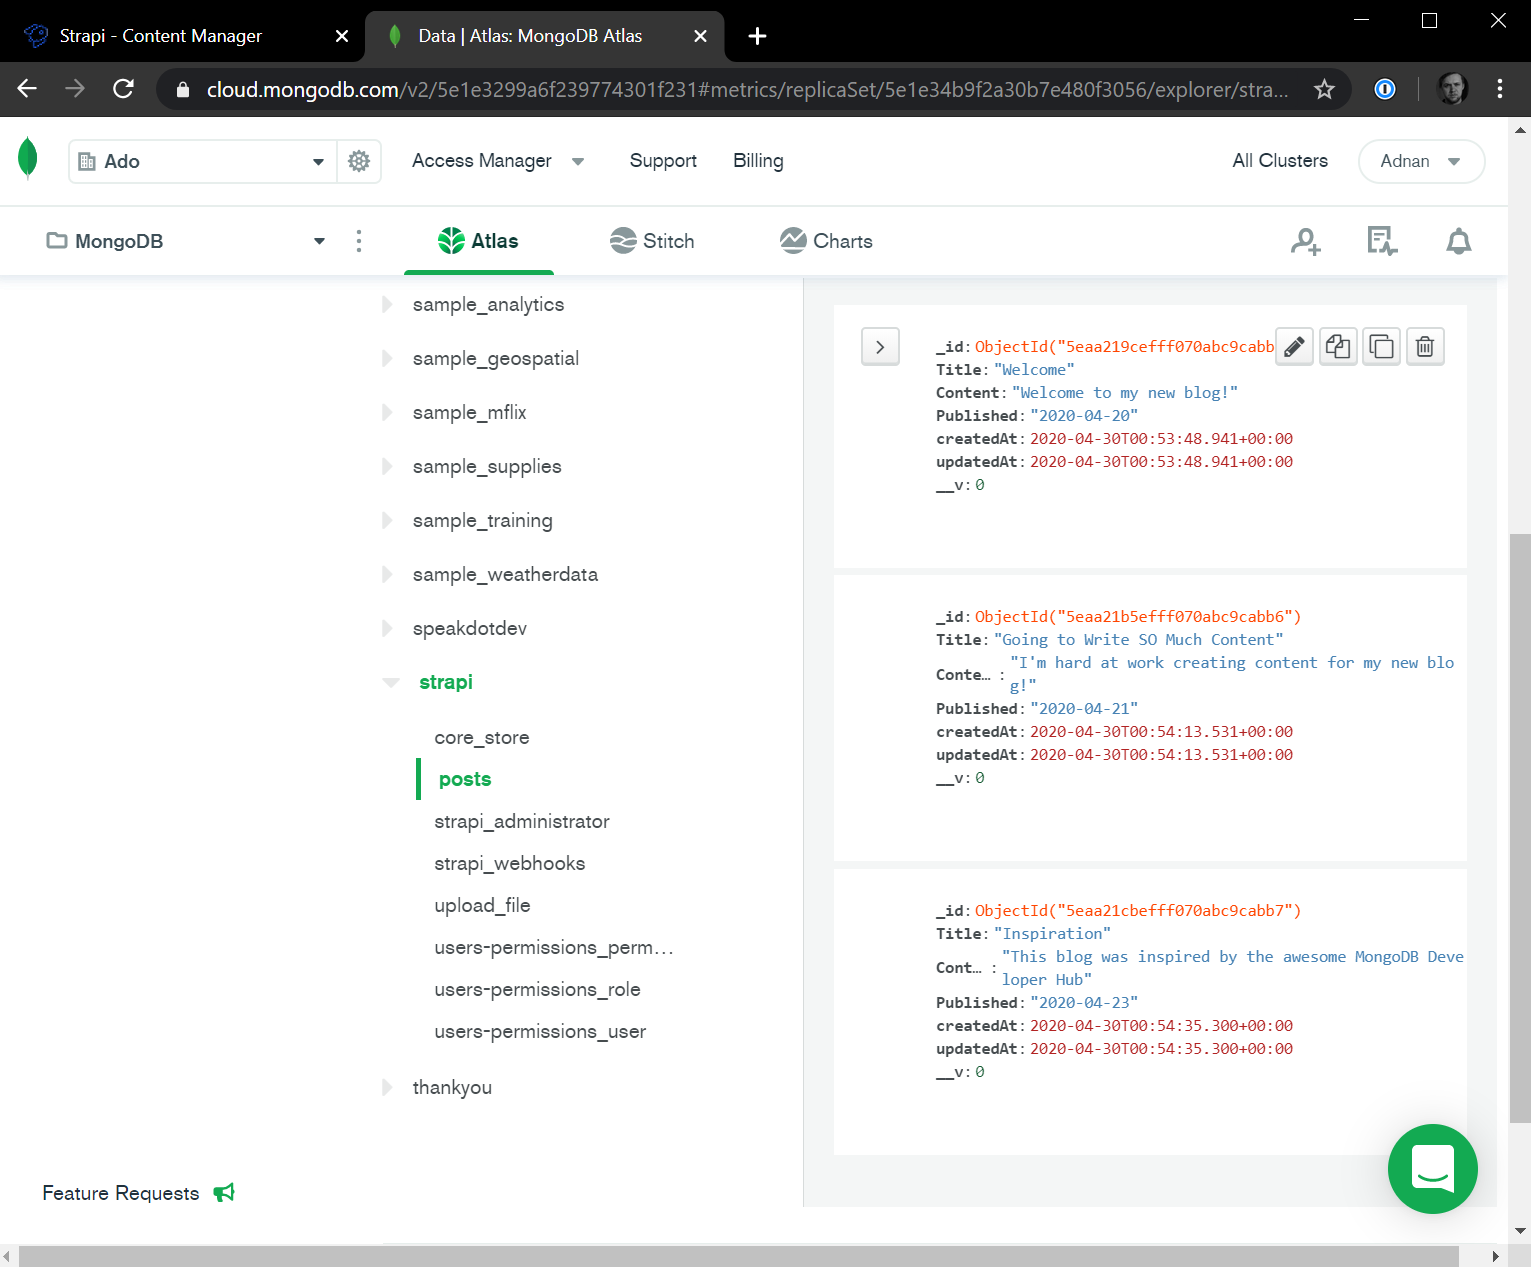 Strapi - Content Manager
Data | Atlas: MongoDB Atlas
cloud.mongodb.com/v2/5e1e3299a6f239774301f231#metrics/replicaSet/5e1e34b9f2a30b7e480f3056/explorer/stra...
Ado
Access Manager
Support
Billing
All Clusters
Adnan
MongoDB
Atlas
Stitch
Charts
sample_analytics
sample_geospatial
sample_mflix
sample_supplies
sample_training
sample_weatherdata
speakdotdev
strapi
core_store
posts
strapi_administrator
strapi_webhooks
upload_file
users-permissions_perm...
users-permissions_role
users-permissions_user
thankyou
Feature Requests
_id: ObjectId("5eaa219cefff070abc9cabb
Title: "Welcome"
Content: "Welcome to my new blog!"
Published: "2020-04-20"
createdAt: 2020-04-30T00:53:48.941+00:00
updatedAt: 2020-04-30T00:53:48.941+00:00
__v: 0
_id: ObjectId("5eaa21b5efff070abc9cabb6")
Title: "Going to Write SO Much Content"
Conte… : "I'm hard at work creating content for my new blo
g!"
Published: "2020-04-21"
createdAt: 2020-04-30T00:54:13.531+00:00
updatedAt: 2020-04-30T00:54:13.531+00:00
__v: 0
_id: ObjectId("5eaa21cbefff070abc9cabb7")
Title: "Inspiration"
Cont… : "This blog was inspired by the awesome MongoDB Deve
loper Hub"
Published: "2020-04-23"
createdAt: 2020-04-30T00:54:35.300+00:00
updatedAt: 2020-04-30T00:54:35.300+00:00
__v: 0